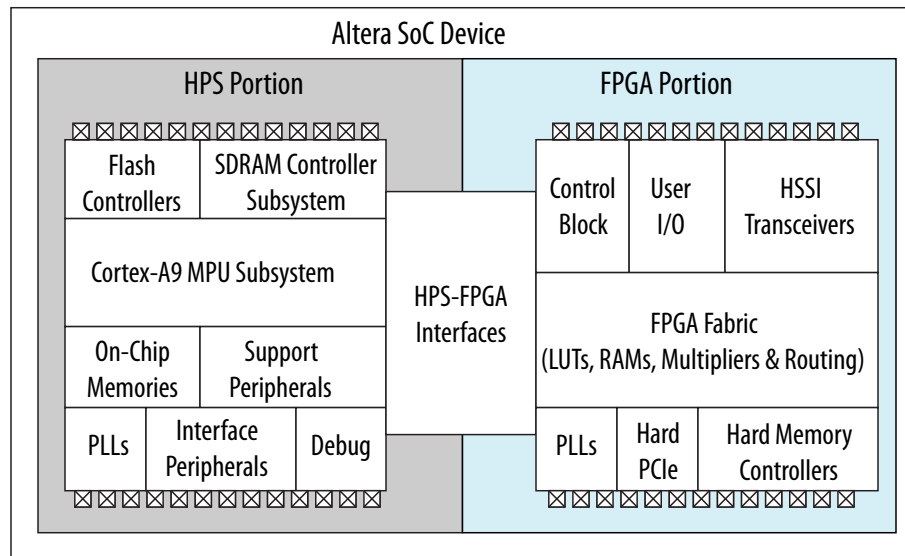 Altera SoC Device
HPS Portion
FPGA Portion
Flash
Controllers
SDRAM Controller
Subsystem
Cortex-A9 MPU Subsystem
On-Chip
Memories
Support
Peripherals
PLLs
Interface
Peripherals
Debug
HPS-FPGA
Interfaces
Control
Block
User
I/O
HSSI
Transceivers
FPGA Fabric
(LUTs, RAMs, Multipliers & Routing)
PLLs
Hard
PCIe
Hard Memory
Controllers